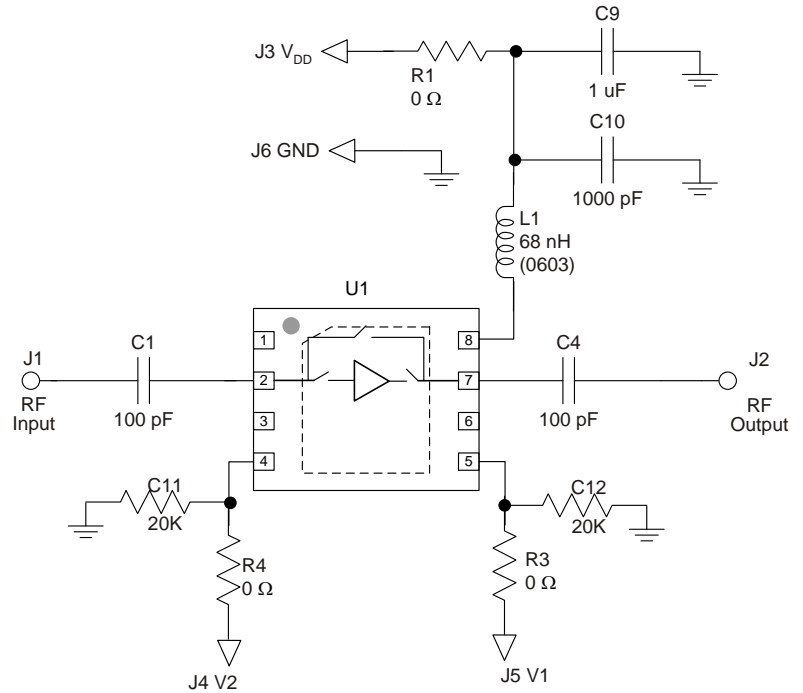 C9
J3 VDD
R1
0 Ω
1 uF
C10
J6 GND
1000 pF
L1
68 nH
(0603)
U1
1
8
C1
C4
J1
J2
2
7
RF
Input
100 pF
100 pF
RF
Output
3
6
4
5
C11
20K
C12
20K
R4
0 Ω
R3
0 Ω
J4 V2
J5 V1